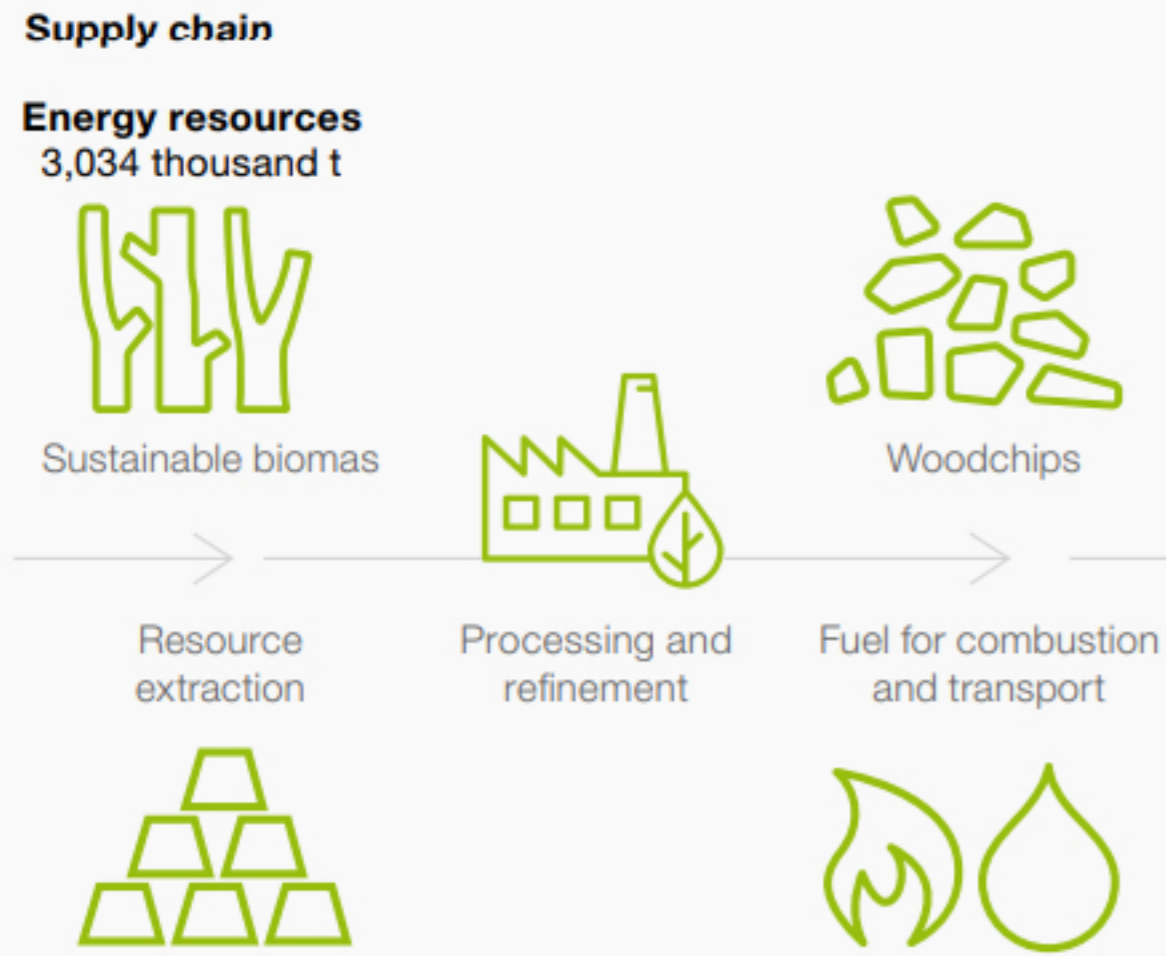 Supply chain
Energy resources
3,034 thousand t
Sustainable biomas
Woodchips
Resource
extraction
Processing and
refinement
Fuel for combustion
and transport